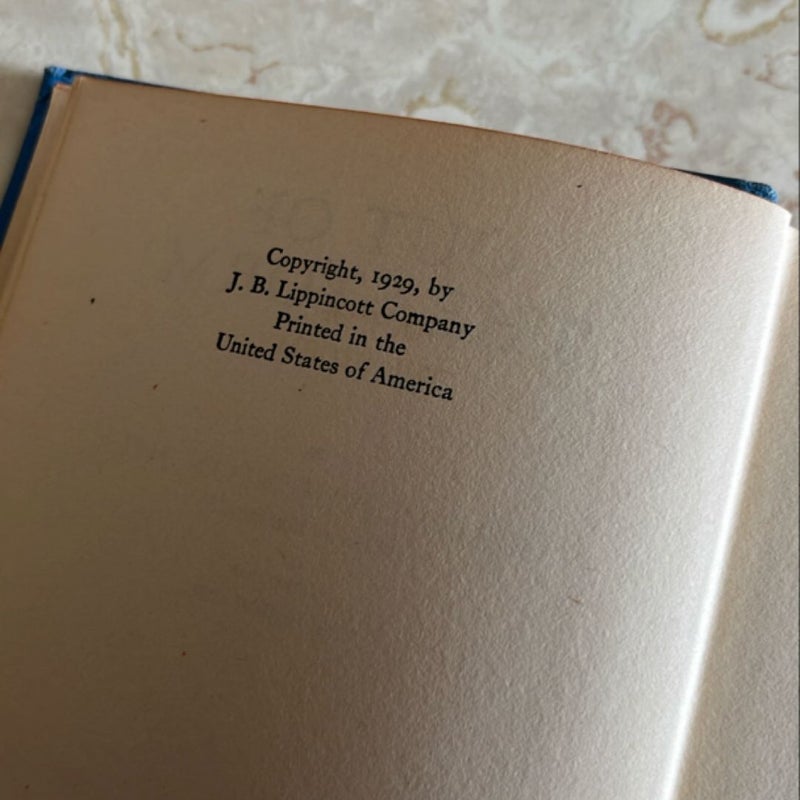 Copyright, 1929, by
J. B. Lippincott Company
Printed in the
United States of America